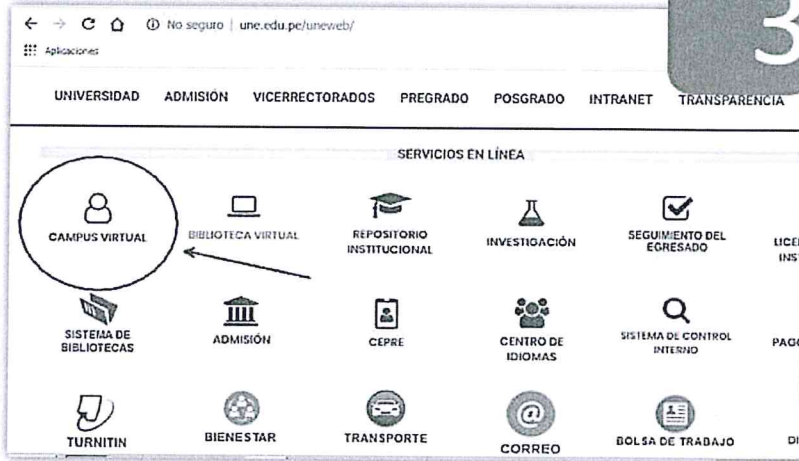 3
No seguro | une.edu.pe/uneweb/
Aplicaciones
UNIVERSIDAD ADMISIÓN VICERRECTORADOS PREGRADO POSGRADO INTRANET TRANSPARENCIA
SERVICIOS EN LÍNEA
CAMPUS VIRTUAL
BIBLIOTECA VIRTUAL
REPOSITORIO
INSTITUCIONAL
INVESTIGACIÓN
SEGUIMIENTO DEL
EGRESADO
SISTEMA DE
BIBLIOTECAS
ADMISIÓN
CEPRE
CENTRO DE
IDIOMAS
SISTEMA DE CONTROL
INTERNO
TURNITIN
BIENESTAR
TRANSPORTE
CORREO
BOLSA DE TRABAJO